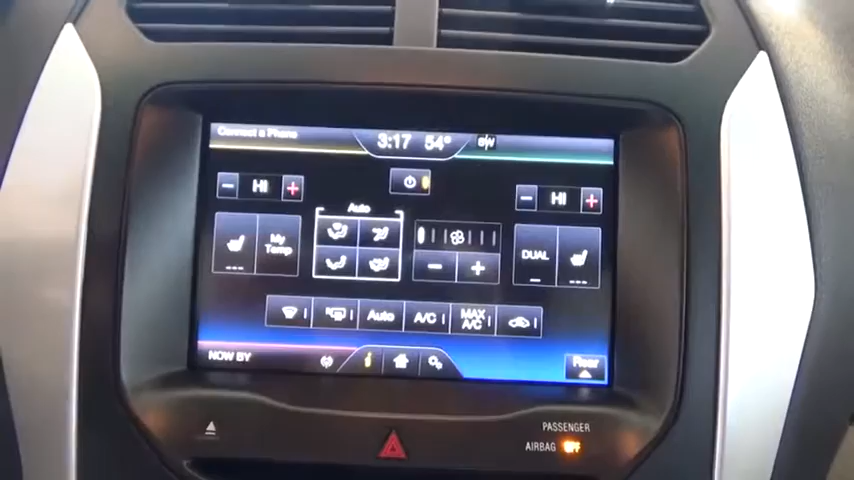 Connect a Phone 3:17 54° SW
HI HI
Auto
My
Temp
DUAL
Auto A/C MAX
A/C
NOW BY Rear
PASSENGER
AIRBAG OFF